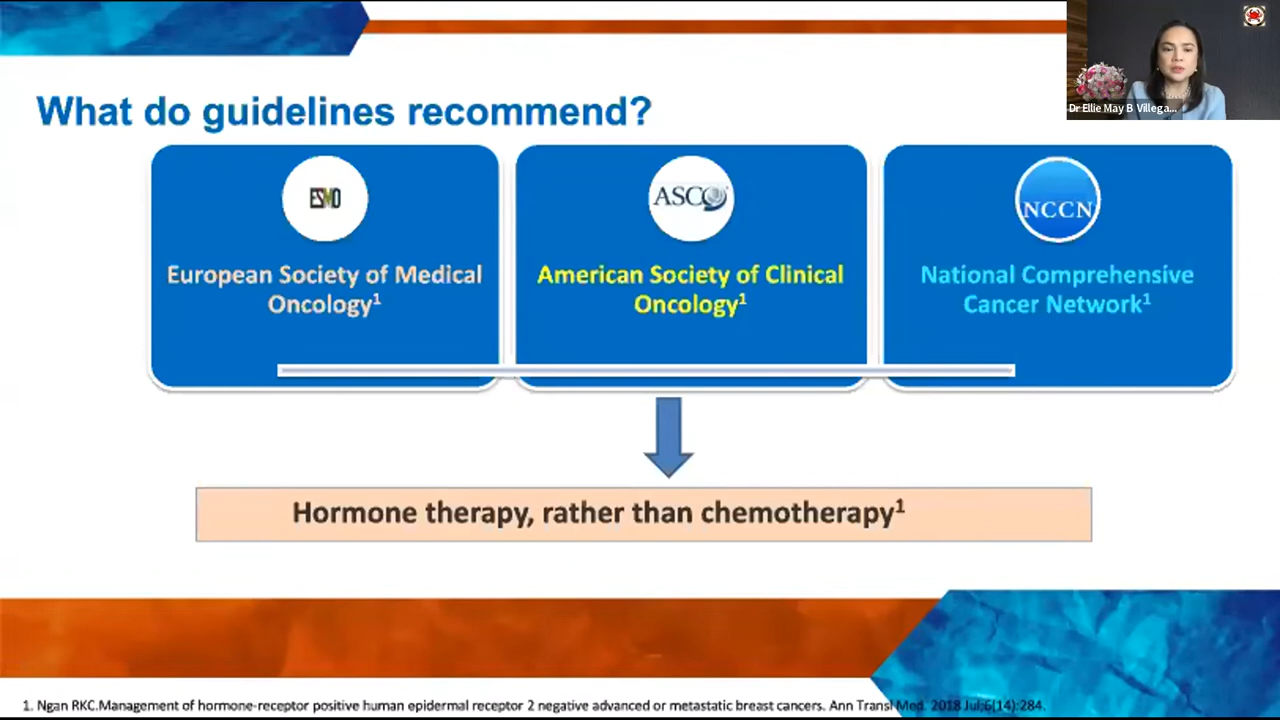 Dr Ellie May B Villega...
What do guidelines recommend?
ESMO
ASCO
NCCN
European Society of Medical
Oncology1
American Society of Clinical
Oncology1
National Comprehensive
Cancer Network1
Hormone therapy, rather than chemotherapy1
1. Ngan RKC.Management of hormone-receptor positive human epidermal receptor 2 negative advanced or metastatic breast cancers. Ann Transl Med. 2018 Jul;6(14):284.